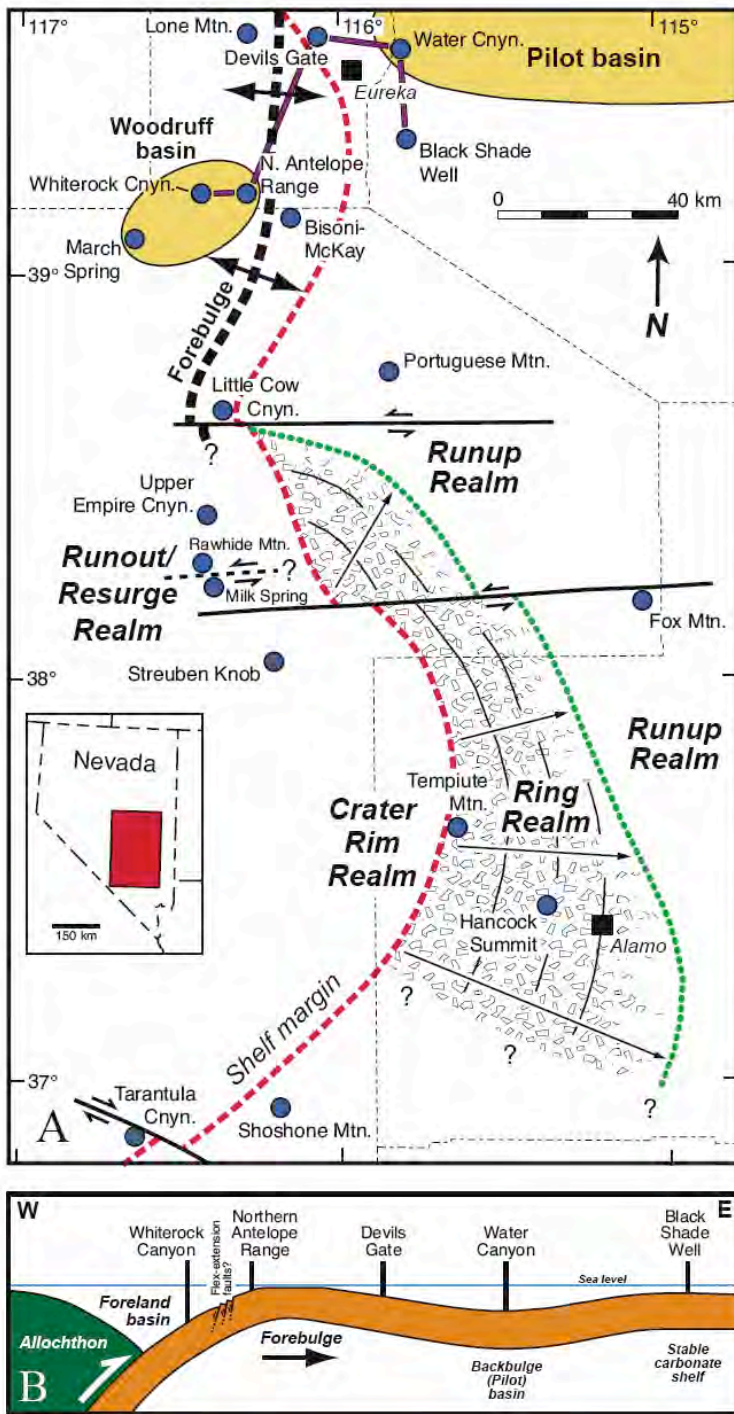 117°
116°
115°
Lone Mtn.
Devils Gate
Water Cnyn.
Pilot basin
Eureka
Woodruff
basin
Black Shade
Well
Whiterock Cnyn.
N. Antelope
Range
0
40 km
March
Spring
Bisoni-
McKay
39°
N
Forebulge
Portuguese Mtn.
Little Cow
Cnyn.
?
Runup
Realm
Upper
Empire Cnyn.
Rawhide Mtn.
?
Runout/
Resurge
Realm
Milk Spring
Fox Mtn.
Streuben Knob
38°
Runup
Realm
Nevada
150 km
Tempiute
Mtn.
Crater
Rim
Realm
Ring
Realm
Hancock
Summit
Alamo
?
?
?
Shelf margin
37°
Tarantula
Cnyn.
A
Shoshone Mtn.
W
E
Whiterock
Canyon
Flex-extension
faults?
Northern
Antelope
Range
Devils
Gate
Water
Canyon
Black
Shade
Well
Sea level
Foreland
basin
Allochthon
Forebulge
Backbulge
(Pilot)
basin
Stable
carbonate
shelf
B